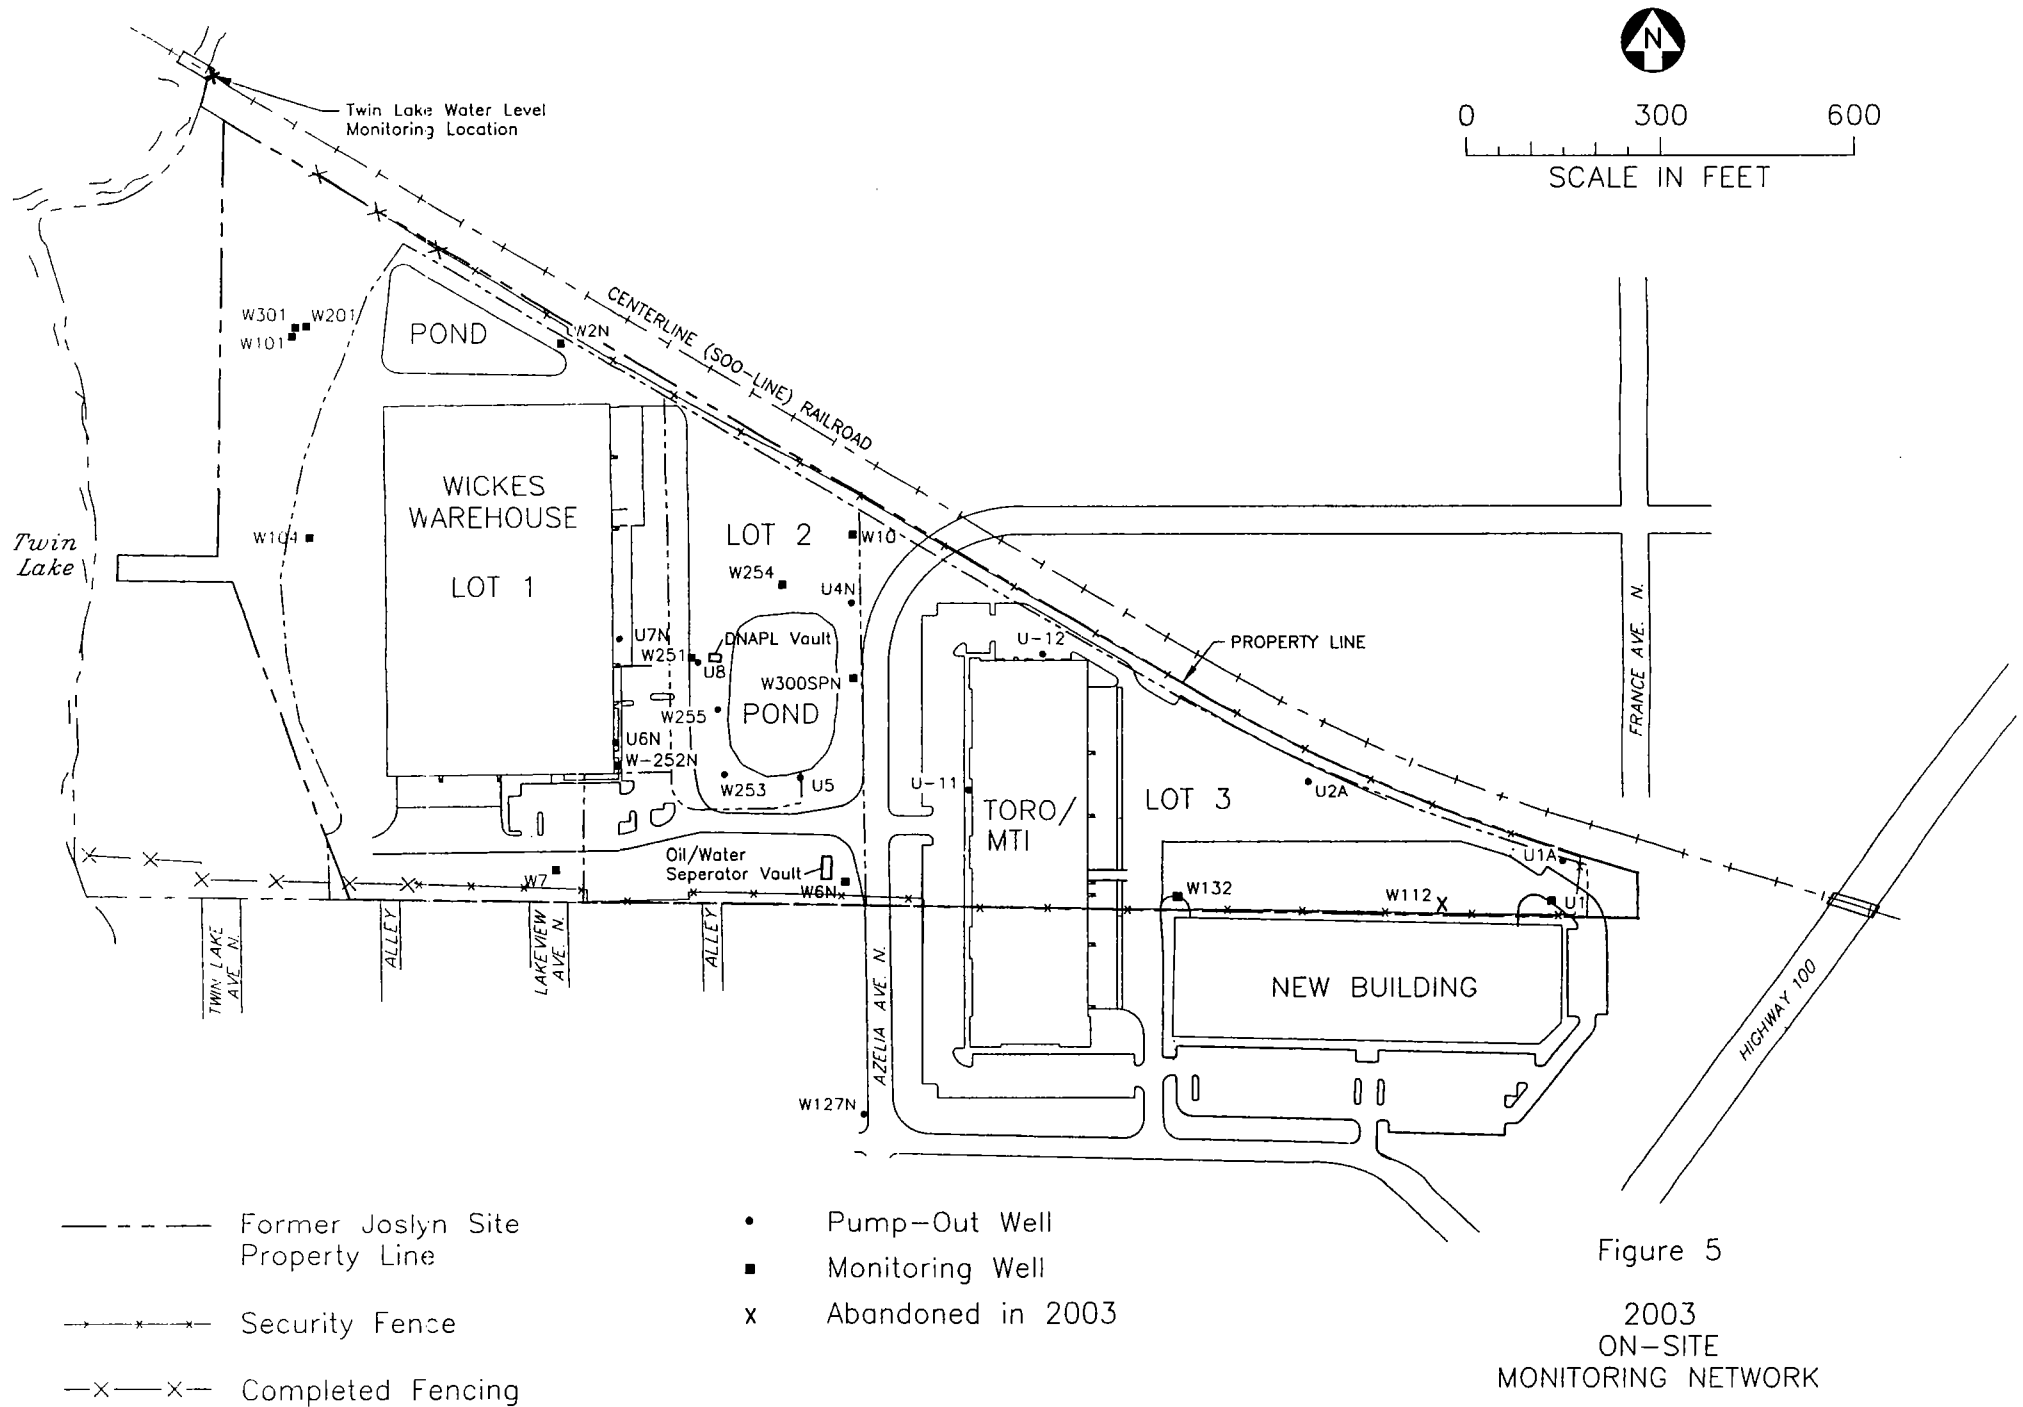 N
0 300 600
SCALE IN FEET
Twin Lake Water Level
Monitoring Location
CENTERLINE (SOO-LINE) RAILROAD
W301 W201
W101
POND
W2N
WICKES
WAREHOUSE
LOT 1
LOT 2
W10
W104
Twin
Lake
W254
U4N
U7N
DNAPL Vault
W251
U8
W300SPN
W255
POND
U6N
W-252N
W253
U5
U-12
PROPERTY LINE
FRANCE AVE. N.
U-11
TORO/
MTI
LOT 3
U2A
U1A
Oil/Water
Seperator Vault
W7
W6N
W132
W112
U1
TWIN LAKE
AVE. N.
ALLEY
LAKEVIEW
AVE. N.
ALLEY
AZELIA AVE. N.
NEW BUILDING
HIGHWAY 100
W127N
Former Joslyn Site
Property Line
Security Fence
Completed Fencing
Pump-Out Well
Monitoring Well
x Abandoned in 2003
Figure 5
2003
ON-SITE
MONITORING NETWORK